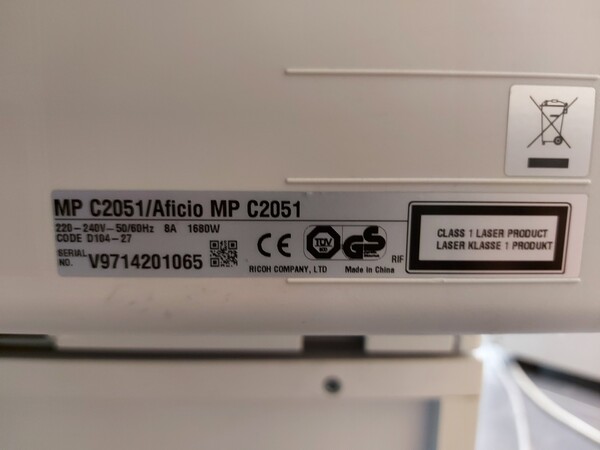 MP C2051/Aficio MP C2051
220-240V-50/60Hz 8A 1680W
CODE D104-27
SERIAL NO. V9714201065
CE
TÜV
GS
RICOH COMPANY, LTD
Made in China
RIF
CLASS 1 LASER PRODUCT
LASER KLASSE 1 PRODUKT